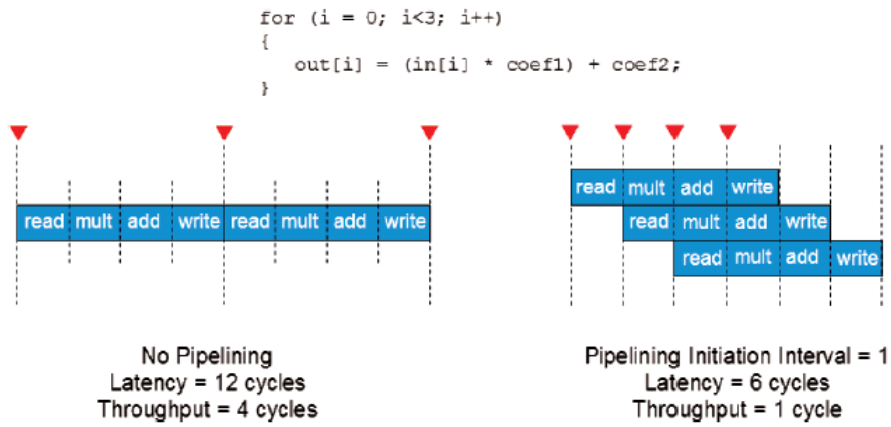 for (i = 0; i<3; i++)
{
out[i] = (in[i] * coef1) + coef2;
}
read mult add write read mult add write
read mult add write
read mult add write
read mult add write
No Pipelining
Latency = 12 cycles
Throughput = 4 cycles
Pipelining Initiation Interval = 1
Latency = 6 cycles
Throughput = 1 cycle